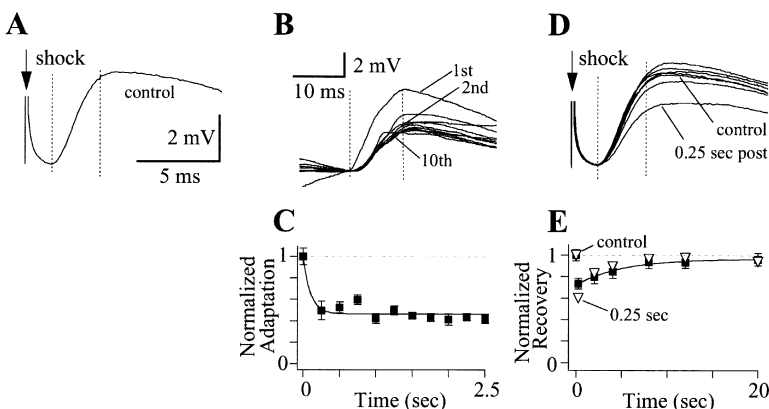 A
shock
control
2 mV
5 ms
B
2 mV
10 ms
1st
2nd
10th
D
shock
control
0.25 sec post
C
Normalized
Adaptation
1
0
0
2.5
Time (sec)
E
Normalized
Recovery
1
0
control
0.25 sec
0
20
Time (sec)